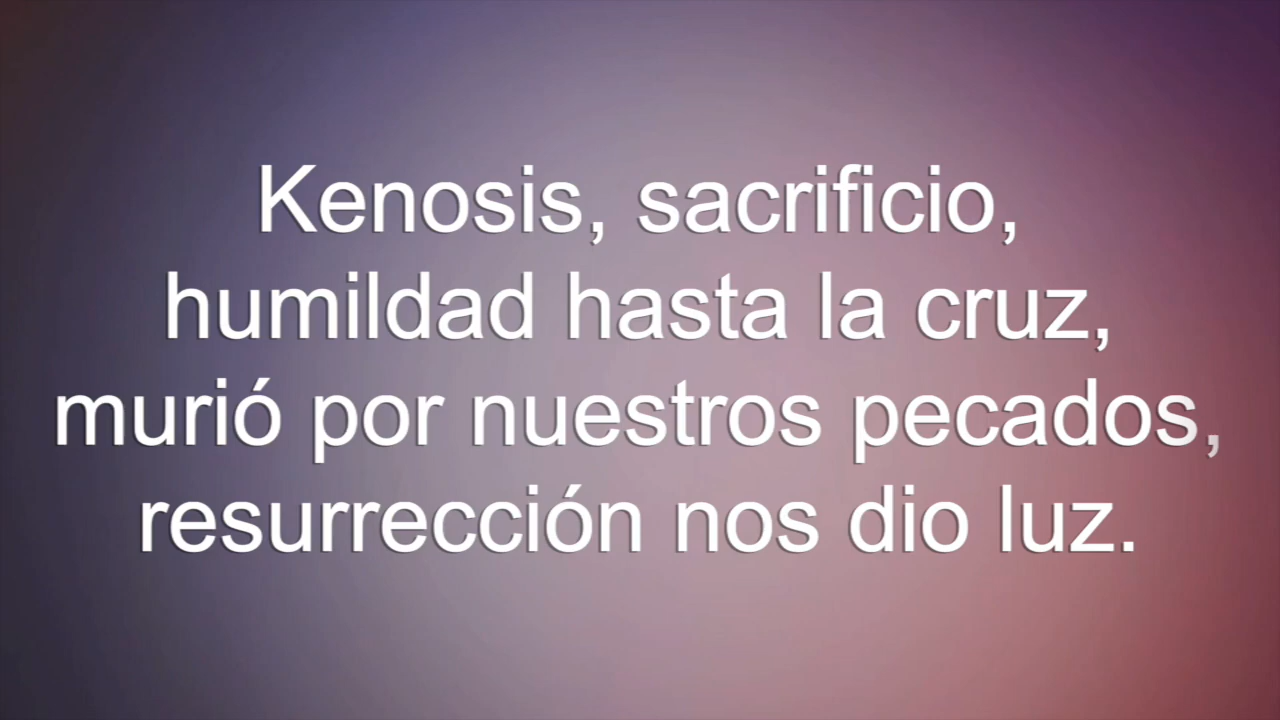 Kenosis, sacrificio,
humildad hasta la cruz,
murió por nuestros pecados,
resurrección nos dio luz.